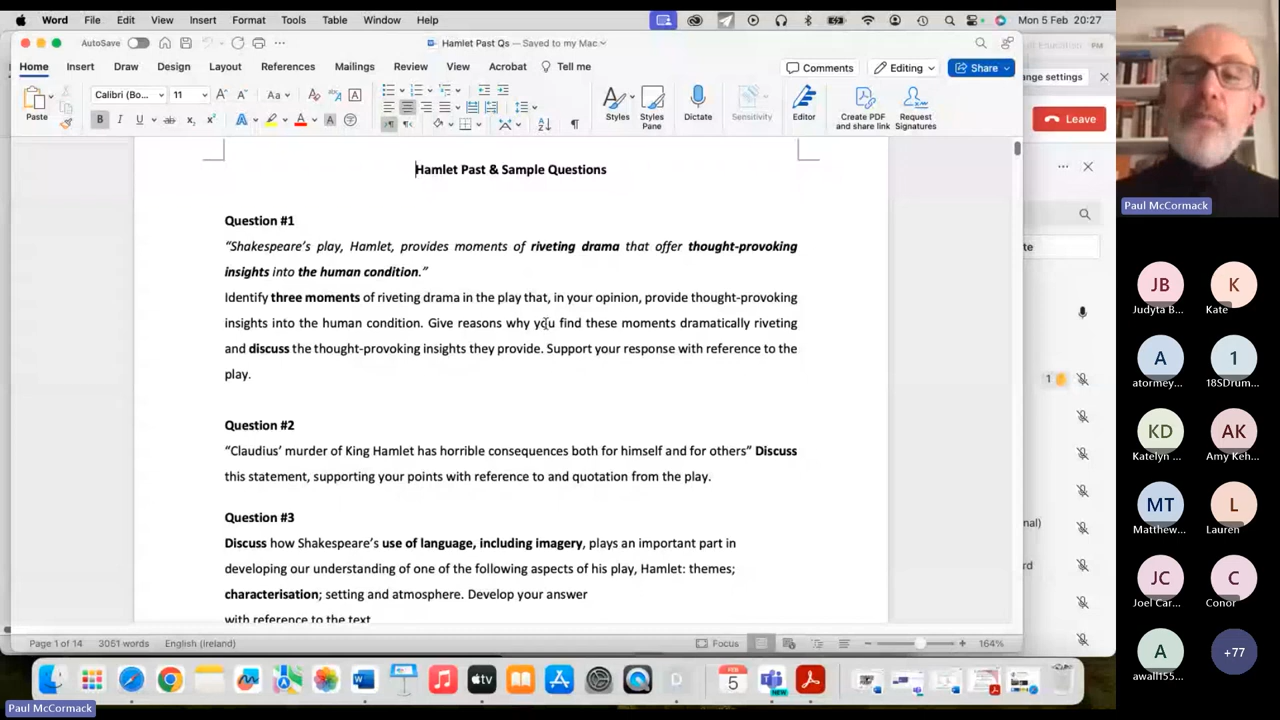 Word File Edit View Insert Format Tools Table Window Help Mon 5 Feb 20:27
AutoSave Hamlet Past Qs — Saved to my Mac
Home Insert Draw Design Layout References Mailings Review View Acrobat Tell me Comments Editing Share
Paste Calibri (Bo... 11 Styles Styles Pane Dictate Sensitivity Editor Create PDF and share link Request Signatures
Hamlet Past & Sample Questions
Question #1
“Shakespeare’s play, Hamlet, provides moments of riveting drama that offer thought-provoking
insights into the human condition.”
Identify three moments of riveting drama in the play that, in your opinion, provide thought-provoking
insights into the human condition. Give reasons why you find these moments dramatically riveting
and discuss the thought-provoking insights they provide. Support your response with reference to the
play.
Question #2
“Claudius’ murder of King Hamlet has horrible consequences both for himself and for others” Discuss
this statement, supporting your points with reference to and quotation from the play.
Question #3
Discuss how Shakespeare’s use of language, including imagery, plays an important part in
developing our understanding of one of the following aspects of his play, Hamlet: themes;
characterisation; setting and atmosphere. Develop your answer
with reference to the text
Page 1 of 14 3051 words English (Ireland) Focus 164%
FEB
5
NEW
Paul McCormack
PM
ange settings
Leave
te
1
nal)
rd
Paul McCormack
JB K
Judyta B... Kate
A 1
atormey... 18SDrum...
KD AK
Katelyn ... Amy Keh...
MT L
Matthew... Lauren
JC C
Joel Car... Conor
A +77
awall155...